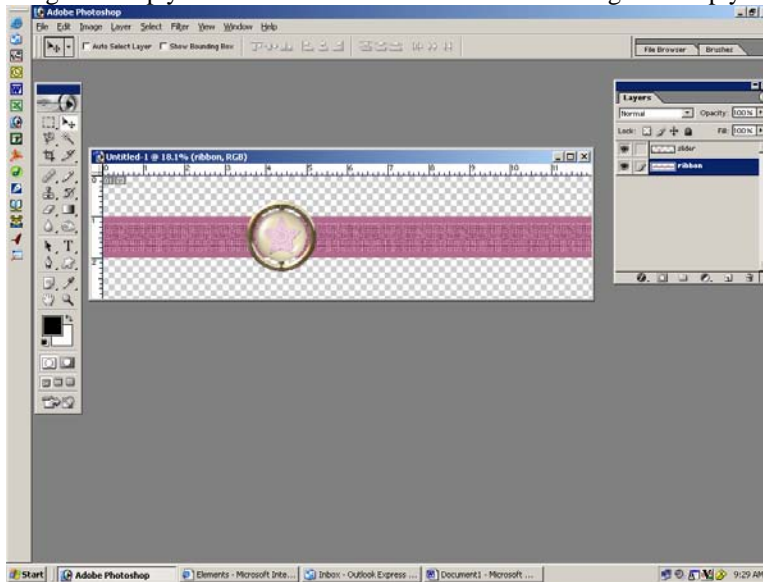 Adobe Photoshop
File Edit Image Layer Select Filter View Window Help
Auto Select Layer Show Bounding Box
File Browser Brushes
Layers
Normal Opacity: 100%
Lock: Fill: 100%
slider
ribbon
Untitled-1 @ 18.1% (ribbon, RGB)
Start Adobe Photoshop Elements - Microsoft Inte... Inbox - Outlook Express ... Document1 - Microsoft ... 9:29 AM